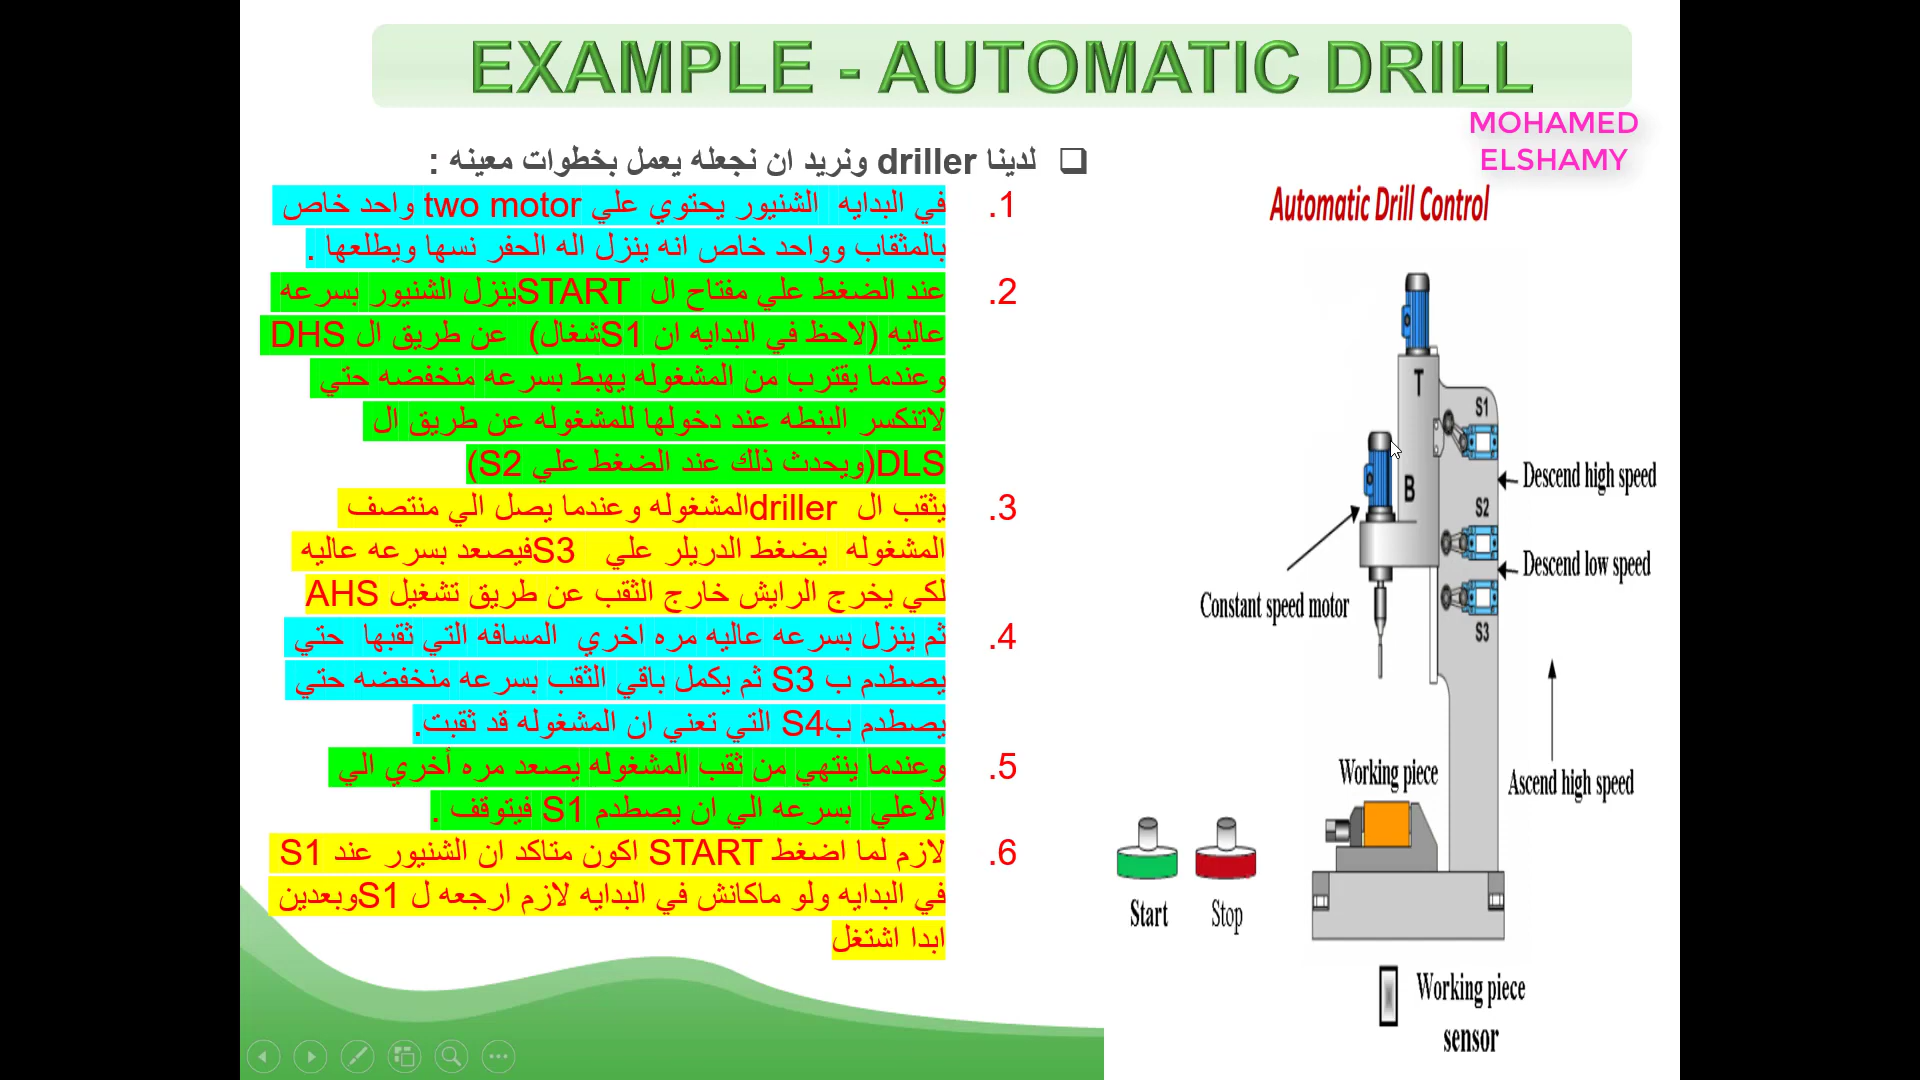 EXAMPLE - AUTOMATIC DRILL
MOHAMED
ELSHAMY
لدينا driller ونريد ان نجعله يعمل بخطوات معينه :
1. في البدايه الشنيور يحتوي علي two motor واحد خاص
بالمثقاب وواحد خاص انه ينزل اله الحفر نسها ويطلعها .
2. عند الضغط علي مفتاح ال START ينزل الشنيور بسرعه
عاليه (لاحظ في البدايه ان S1 شغال) عن طريق ال DHS
وعندما يقترب من المشغوله يهبط بسرعه منخفضه حتي
لاتنكسر البنطه عند دخولها للمشغوله عن طريق ال
DLS(ويحدث ذلك عند الضغط علي S2)
3. يثقب ال driller المشغوله وعندما يصل الي منتصف
المشغوله يضغط الدريلر علي S3 فيصعد بسرعه عاليه
لكي يخرج الرايش خارج الثقب عن طريق تشغيل AHS
4. ثم ينزل بسرعه عاليه مره اخري المسافه التي ثقبها حتي
يصطدم ب S3 ثم يكمل باقي الثقب بسرعه منخفضه حتي
يصطدم بS4 التي تعني ان المشغوله قد ثقبت.
5. وعندما ينتهي من ثقب المشغوله يصعد مره أخري الي
الأعلي بسرعه الي ان يصطدم S1 فيتوقف .
6. لازم لما اضغط START اكون متاكد ان الشنيور عند S1
في البدايه ولو ماكانش في البدايه لازم ارجعه ل S1وبعدين
ابدا اشتغل
Automatic Drill Control
T
S1
Descend high speed
B
S2
Descend low speed
Constant speed motor
S3
Working piece
Ascend high speed
Start
Stop
Working piece
sensor